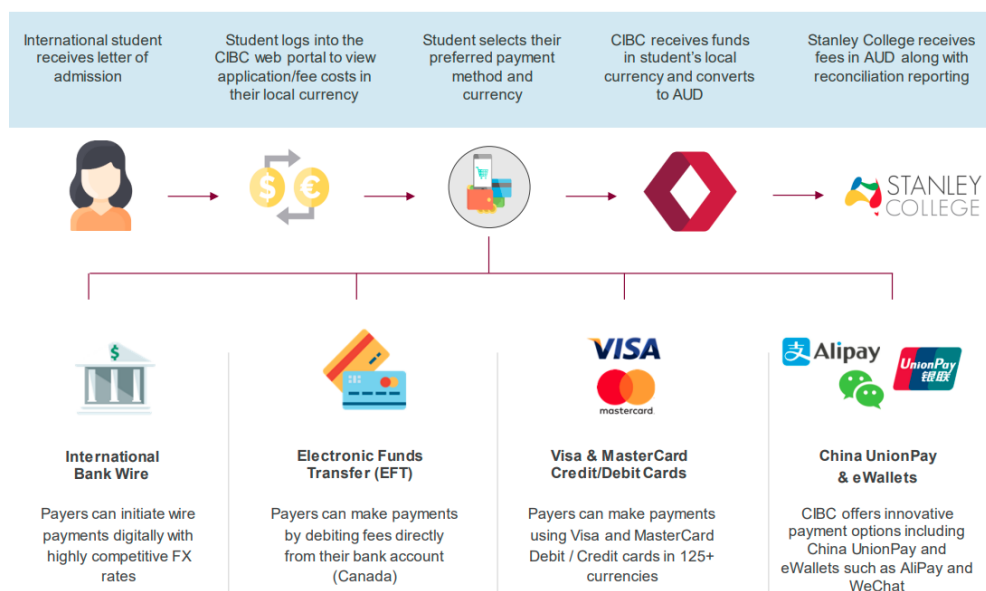 International student
receives letter of
admission
Student logs into the
CIBC web portal to view
application/fee costs in
their local currency
Student selects their
preferred payment
method and
currency
CIBC receives funds
in student's local
currency and converts
to AUD
Stanley College receives
fees in AUD along with
reconciliation reporting
$
€
STANLEY
COLLEGE
$
VISA
mastercard
支 Alipay
UnionPay
银联
International
Bank Wire
Payers can initiate wire
payments digitally with
highly competitive FX
rates
Electronic Funds
Transfer (EFT)
Payers can make payments
by debiting fees directly
from their bank account
(Canada)
Visa & MasterCard
Credit/Debit Cards
Payers can make payments
using Visa and MasterCard
Debit / Credit cards in 125+
currencies
China UnionPay
& eWallets
CIBC offers innovative
payment options including
China UnionPay and
eWallets such as AliPay and
WeChat